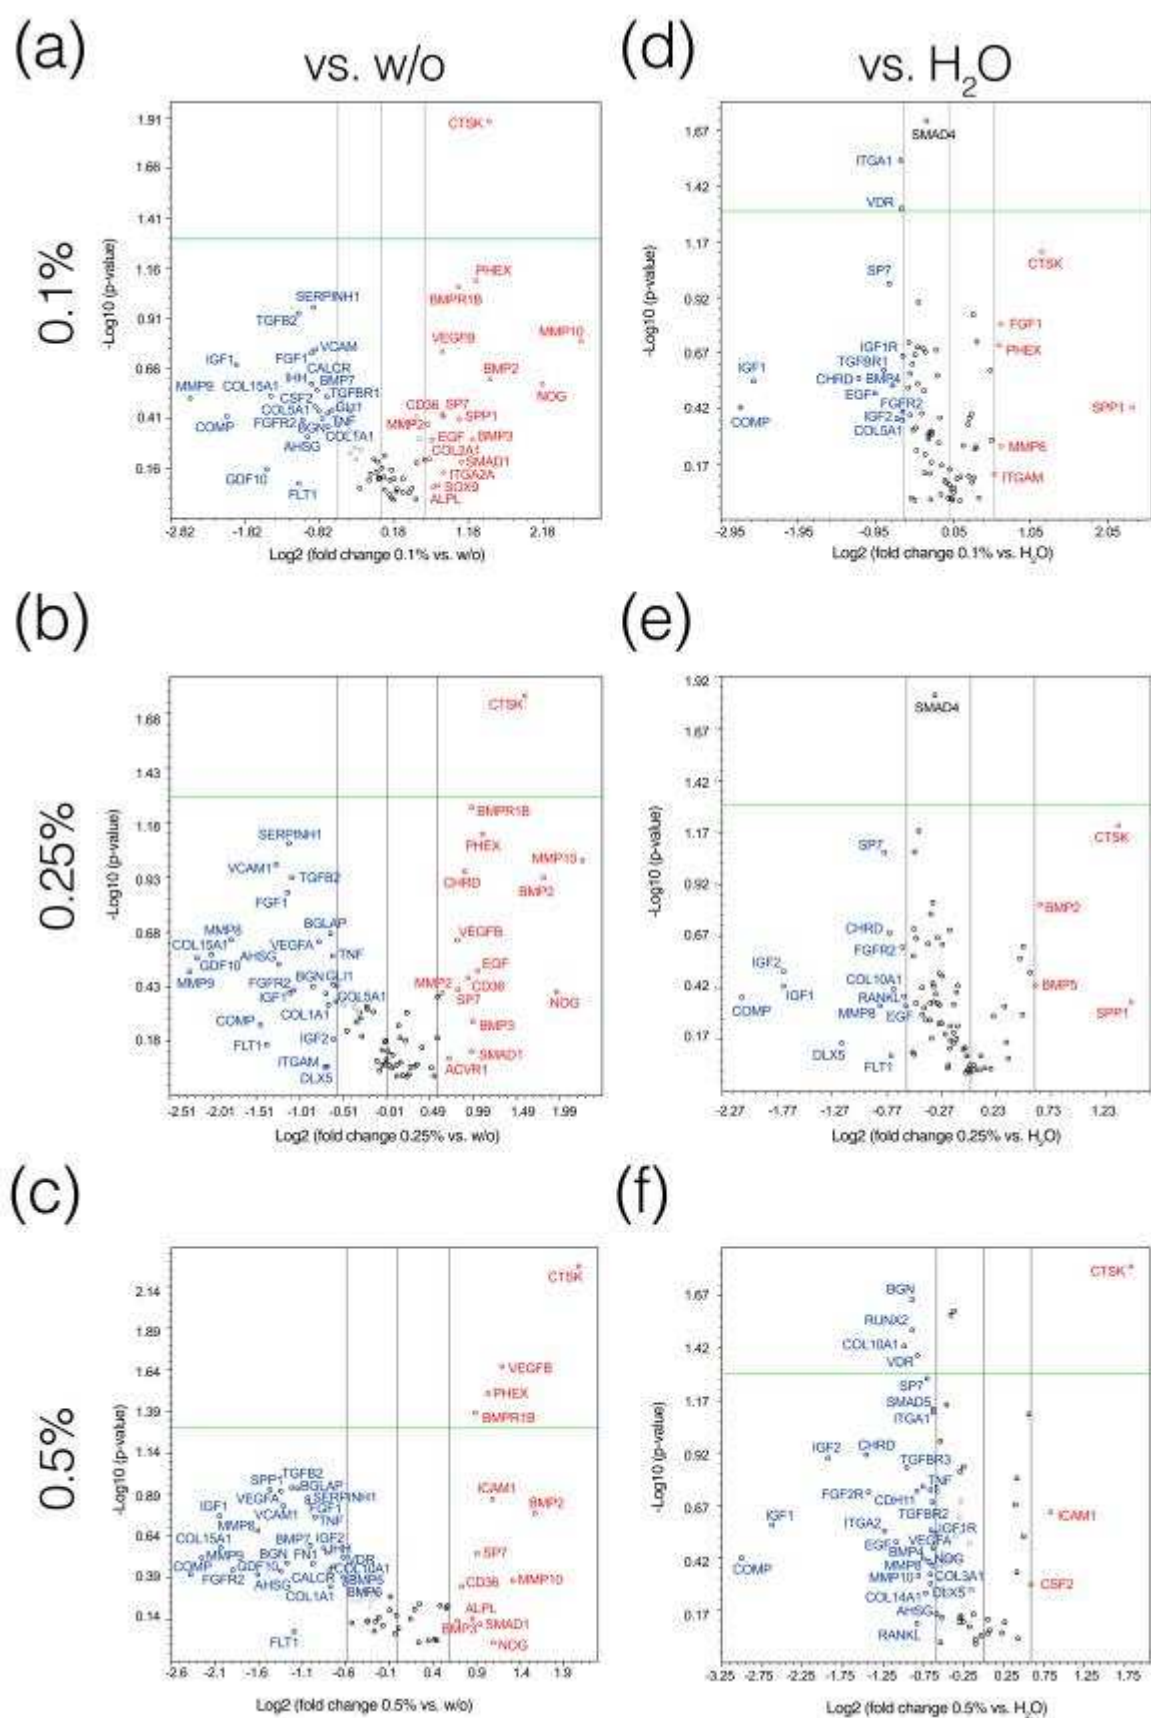 (a)
vs. w/o
(d)
vs. H2O
0.1%
-Log10 (p-value)
1.91
1.68
1.41
1.16
0.91
0.66
0.41
0.16
CTSK
PHEX
BMPR1B
SERPINH1
TGFB2
VEGFB
MMP10
VCAM
FGF1
IGF1
CALCR
BMP2
IHH
BMP7
MMP9
COL15A1
TGFBR1
NOG
CSF2
CD36
SP7
COL5A1
GLI1
SPP1
COMP
FGFR2
BGN
TNF
MMP2
COL1A1
EGF
BMP3
AHSG
COL2A1
SMAD1
GDF10
ITGA2A
SOX9
FLT1
ALPL
-2.82
-1.82
-0.82
0.18
1.18
2.18
Log2 (fold change 0.1% vs. w/o)
-Log10 (p-value)
1.67
1.42
1.17
0.92
0.67
0.42
0.17
SMAD4
ITGA1
VDR
CTSK
SP7
FGF1
IGF1R
PHEX
TGFBR1
IGF1
CHRD
BMP4
EGF
FGFR2
SPP1
COMP
IGF2
COL5A1
MMP8
ITGAM
-2.95
-1.95
-0.95
0.05
1.05
2.05
Log2 (fold change 0.1% vs. H2O)
(b)
(e)
0.25%
-Log10 (p-value)
1.68
1.43
1.18
0.93
0.68
0.43
0.18
CTSK
BMPR1B
SERPINH1
PHEX
VCAM1
TGFB2
MMP10
CHRD
BMP2
FGF1
MMP8
BGLAP
VEGFB
COL15A1
VEGFA
TNF
GDF10
AHSG
EGF
MMP9
BGN
GLI1
MMP2
CD36
FGFR2
IGF1
COL5A1
SP7
NOG
COL1A1
COMP
BMP3
FLT1
IGF2
SMAD1
ITGAM
ACVR1
DLX5
-2.51
-2.01
-1.51
-1.01
-0.51
-0.01
0.49
0.99
1.49
1.99
Log2 (fold change 0.25% vs. w/o)
-Log10 (p-value)
1.92
1.67
1.42
1.17
0.92
0.67
0.42
0.17
SMAD4
CTSK
SP7
BMP2
CHRD
FGFR2
IGF2
COL10A1
BMP5
IGF1
RANKL
COMP
MMP8
EGF
SPP1
DLX5
FLT1
-2.27
-1.77
-1.27
-0.77
-0.27
0.23
0.73
1.23
Log2 (fold change 0.25% vs. H2O)
(c)
(f)
0.5%
-Log10 (p-value)
2.14
1.89
1.64
1.39
1.14
0.89
0.64
0.39
0.14
CTSK
VEGFB
PHEX
BMPR1B
TGFB2
SPP1
BGLAP
ICAM1
VEGFA
SERPINH1
IGF1
FGF1
BMP2
VCAM1
TNF
MMP8
COL15A1
BMP7
IGF2
IHH
SP7
MMP9
BGN
FN1
VDR
COMP
GDF10
COL10A1
FGFR2
CALCR
BMP5
MMP10
AHSG
CD36
COL1A1
BMP6
ALPL
BMP3
SMAD1
FLT1
NOG
-2.6
-2.1
-1.6
-1.1
-0.6
-0.1
0.4
0.9
1.4
1.9
Log2 (fold change 0.5% vs. w/o)
-Log10 (p-value)
1.67
1.42
1.17
0.92
0.67
0.42
0.17
CTSK
BGN
RUNX2
COL10A1
VDR
SP7
SMAD5
ITGA1
IGF2
CHRD
TGFBR3
TNF
FGF2R
CDH11
IGF1
TGFBR2
ICAM1
ITGA2
IGF1R
EGF
VEGFA
BMP4
NOG
COMP
MMP8
MMP10
COL3A1
CSF2
COL14A1
DLX5
AHSG
RANKL
-3.25
-2.75
-2.25
-1.75
-1.25
-0.75
-0.25
0.25
0.75
1.25
1.75
Log2 (fold change 0.5% vs. H2O)